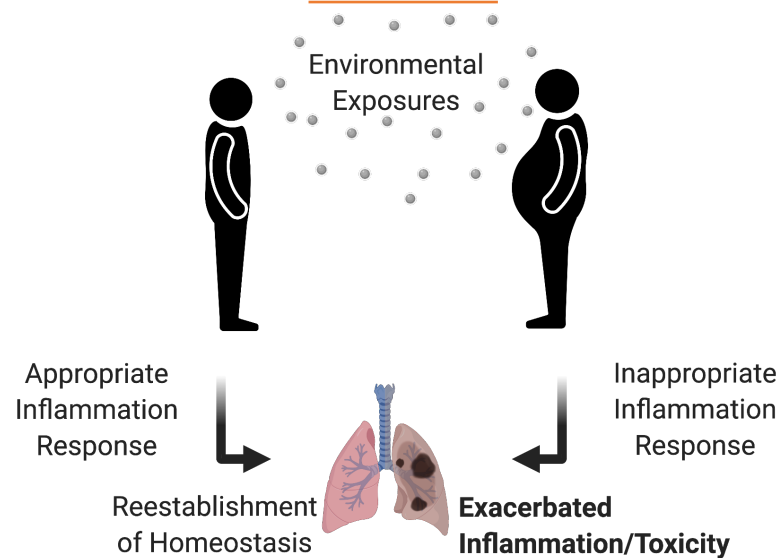 Environmental
Exposures
Appropriate
Inflammation
Response
Inappropriate
Inflammation
Response
Reestablishment
of Homeostasis
Exacerbated
Inflammation/Toxicity